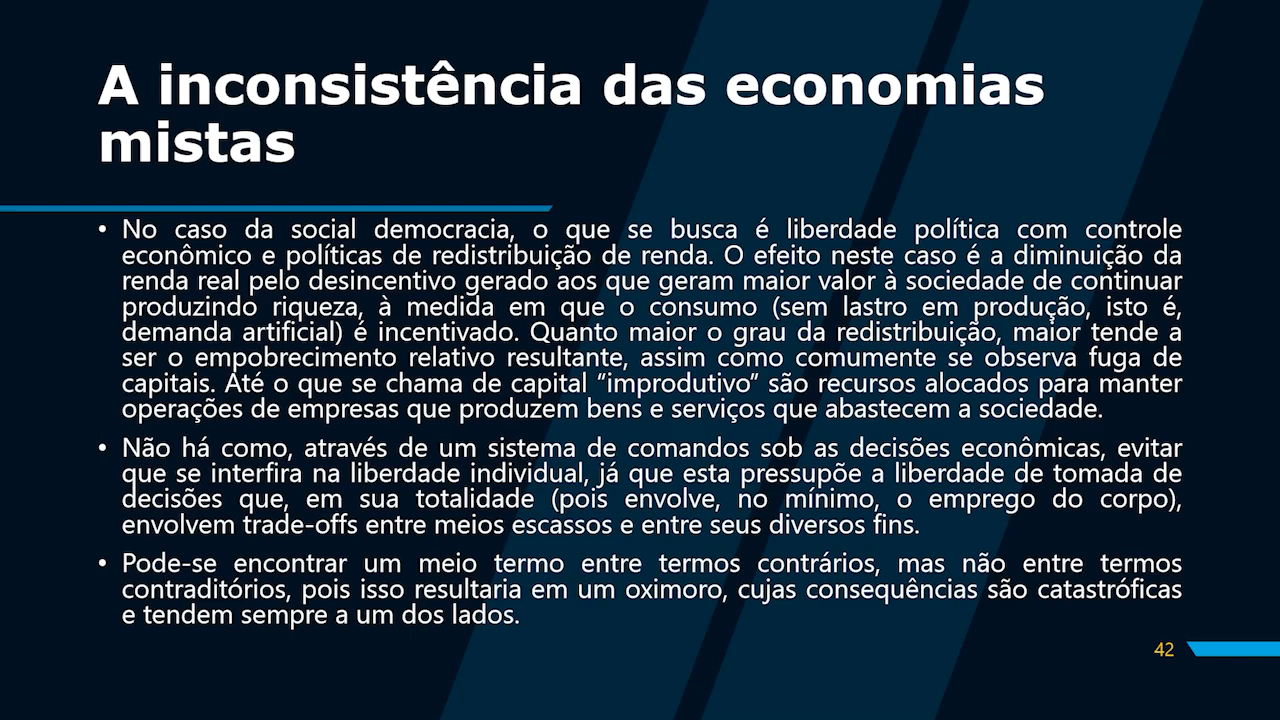 A inconsistência das economias
mistas
• No caso da social democracia, o que se busca é liberdade política com controle
econômico e políticas de redistribuição de renda. O efeito neste caso é a diminuição da
renda real pelo desincentivo gerado aos que geram maior valor à sociedade de continuar
produzindo riqueza, à medida em que o consumo (sem lastro em produção, isto é,
demanda artificial) é incentivado. Quanto maior o grau da redistribuição, maior tende a
ser o empobrecimento relativo resultante, assim como comumente se observa fuga de
capitais. Até o que se chama de capital “improdutivo” são recursos alocados para manter
operações de empresas que produzem bens e serviços que abastecem a sociedade.
• Não há como, através de um sistema de comandos sob as decisões econômicas, evitar
que se interfira na liberdade individual, já que esta pressupõe a liberdade de tomada de
decisões que, em sua totalidade (pois envolve, no mínimo, o emprego do corpo),
envolvem trade-offs entre meios escassos e entre seus diversos fins.
• Pode-se encontrar um meio termo entre termos contrários, mas não entre termos
contraditórios, pois isso resultaria em um oximoro, cujas consequências são catastróficas
e tendem sempre a um dos lados.
42